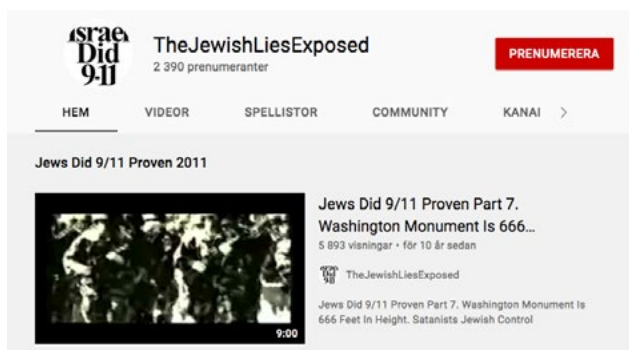 Israel
Did
9-11
TheJewishLiesExposed
2 390 prenumeranter
PRENUMERERA
HEM
VIDEOR
SPELLISTOR
COMMUNITY
KANAI
Jews Did 9/11 Proven 2011
Jews Did 9/11 Proven Part 7.
Washington Monument Is 666...
5 893 visningar • för 10 år sedan
TheJewishLiesExposed
Jews Did 9/11 Proven Part 7. Washington Monument Is
666 Feet In Height. Satanists Jewish Control
9:00